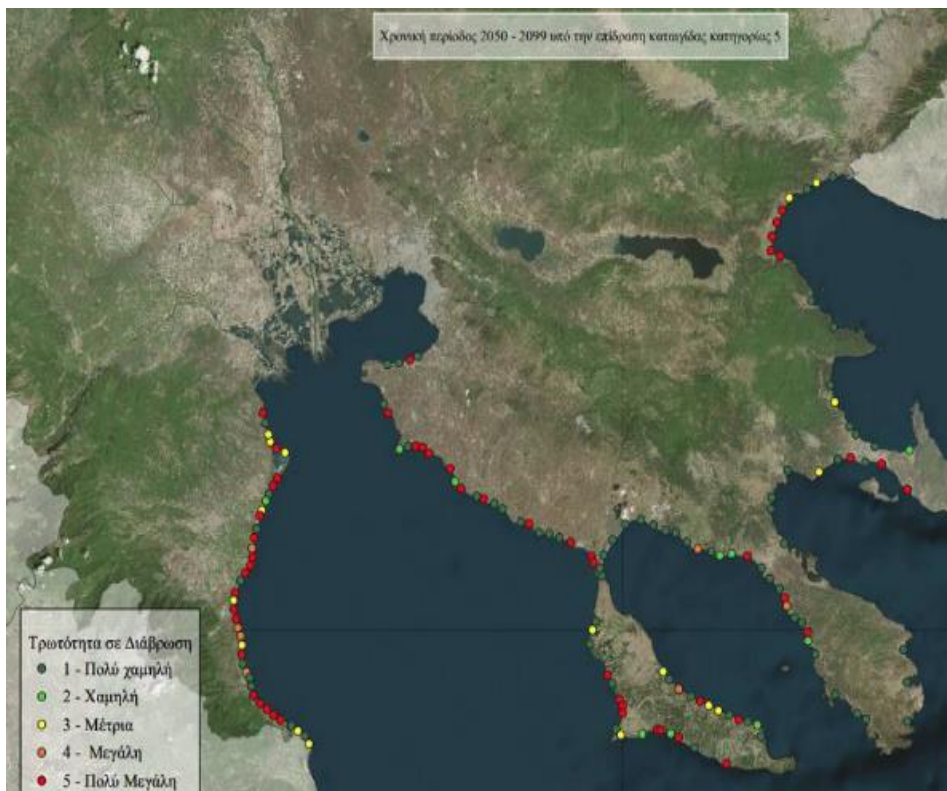 Χρονική περίοδος 2050 - 2099 υπό την επίδραση καταιγίδας κατηγορίας 5
Τρωτότητα σε Διάβρωση
1 - Πολύ χαμηλή
2 - Χαμηλή
3 - Μέτρια
4 - Μεγάλη
5 - Πολύ Μεγάλη